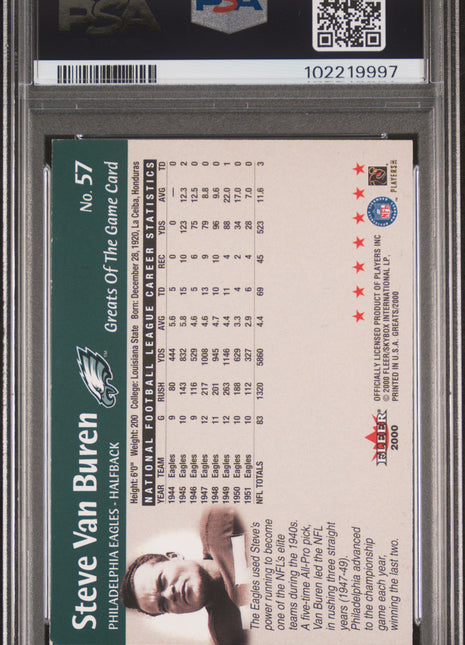 PSA
PSA
102219997
Steve Van Buren
No. 57
PHILADELPHIA EAGLES - HALFBACK
Greats Of The Game Card
Height: 6'0" Weight: 200 College: Louisiana State Born: December 28, 1920, La Ceiba, Honduras
NATIONAL FOOTBALL LEAGUE CAREER STATISTICS
YEAR TEAM G RUSH YDS AVG TD REC YDS AVG TD
1944 Eagles 9 80 444 5.6 5 0 0 — 0
1945 Eagles 10 143 832 5.8 15 10 123 12.3 2
1946 Eagles 9 116 529 4.6 5 6 75 12.5 0
1947 Eagles 12 217 1008 4.6 13 9 79 8.8 0
1948 Eagles 11 201 945 4.7 10 10 96 9.6 0
1949 Eagles 12 263 1146 4.4 11 4 88 22.0 1
1950 Eagles 10 188 629 3.3 4 2 34 17.0 0
1951 Eagles 10 112 327 2.9 6 4 28 7.0 0
NFL TOTALS 83 1320 5860 4.4 69 45 523 11.6 3
The Eagles used Steve's
power running to become
one of the NFL's elite
teams during the 1940s.
A five-time All-Pro pick,
Van Buren led the NFL
in rushing three straight
years (1947-49).
Philadelphia advanced
to the championship
game each year,
winning the last two.
FLEER
2000
OFFICIALLY LICENSED PRODUCT OF PLAYERS INC
© 2000 FLEER/SKYBOX INTERNATIONAL LP.
PRINTED IN U.S.A. GREATS/2000
NFL
PLAYERS INC